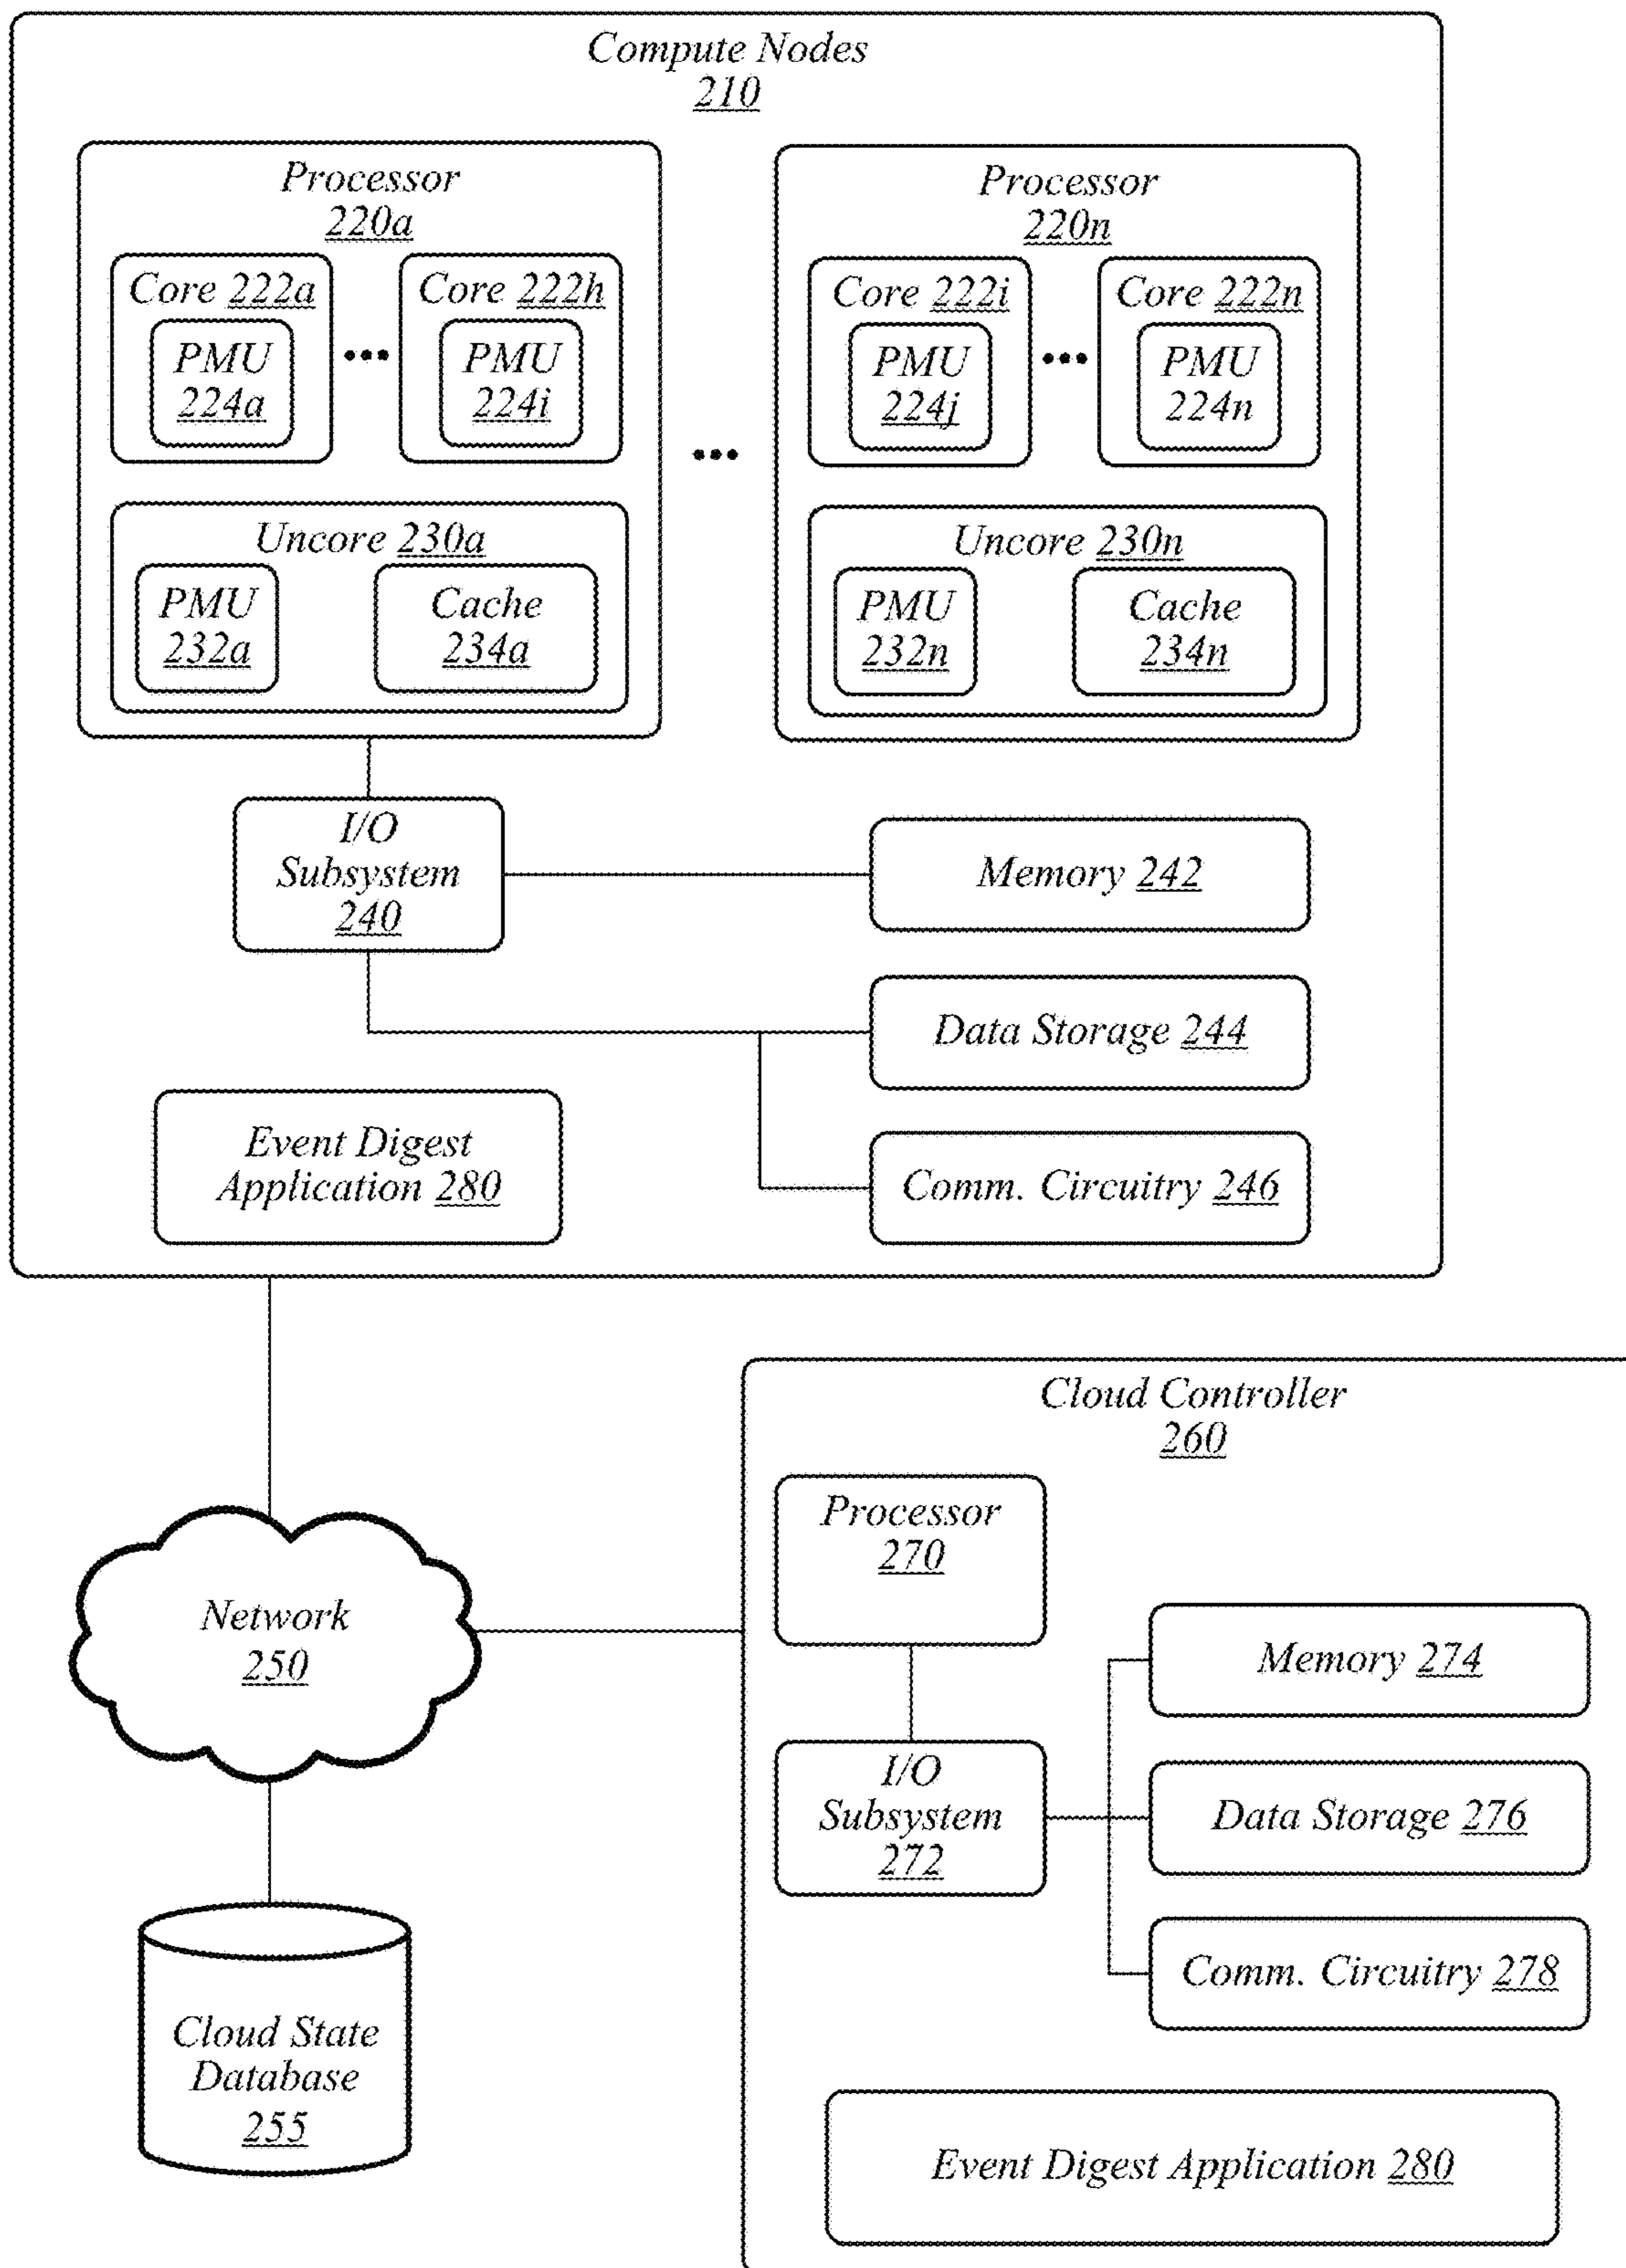 Compute Nodes
210
Processor
220a
Core 222a
PMU
224a
Core 222h
PMU
224i
Uncore 230a
PMU
232a
Cache
234a
Processor
220n
Core 222i
PMU
224j
Core 222n
PMU
224n
Uncore 230n
PMU
232n
Cache
234n
I/O
Subsystem
240
Memory 242
Data Storage 244
Comm. Circuitry 246
Event Digest
Application 280
Network
250
Cloud State
Database
255
Cloud Controller
260
Processor
270
I/O
Subsystem
272
Memory 274
Data Storage 276
Comm. Circuitry 278
Event Digest Application 280